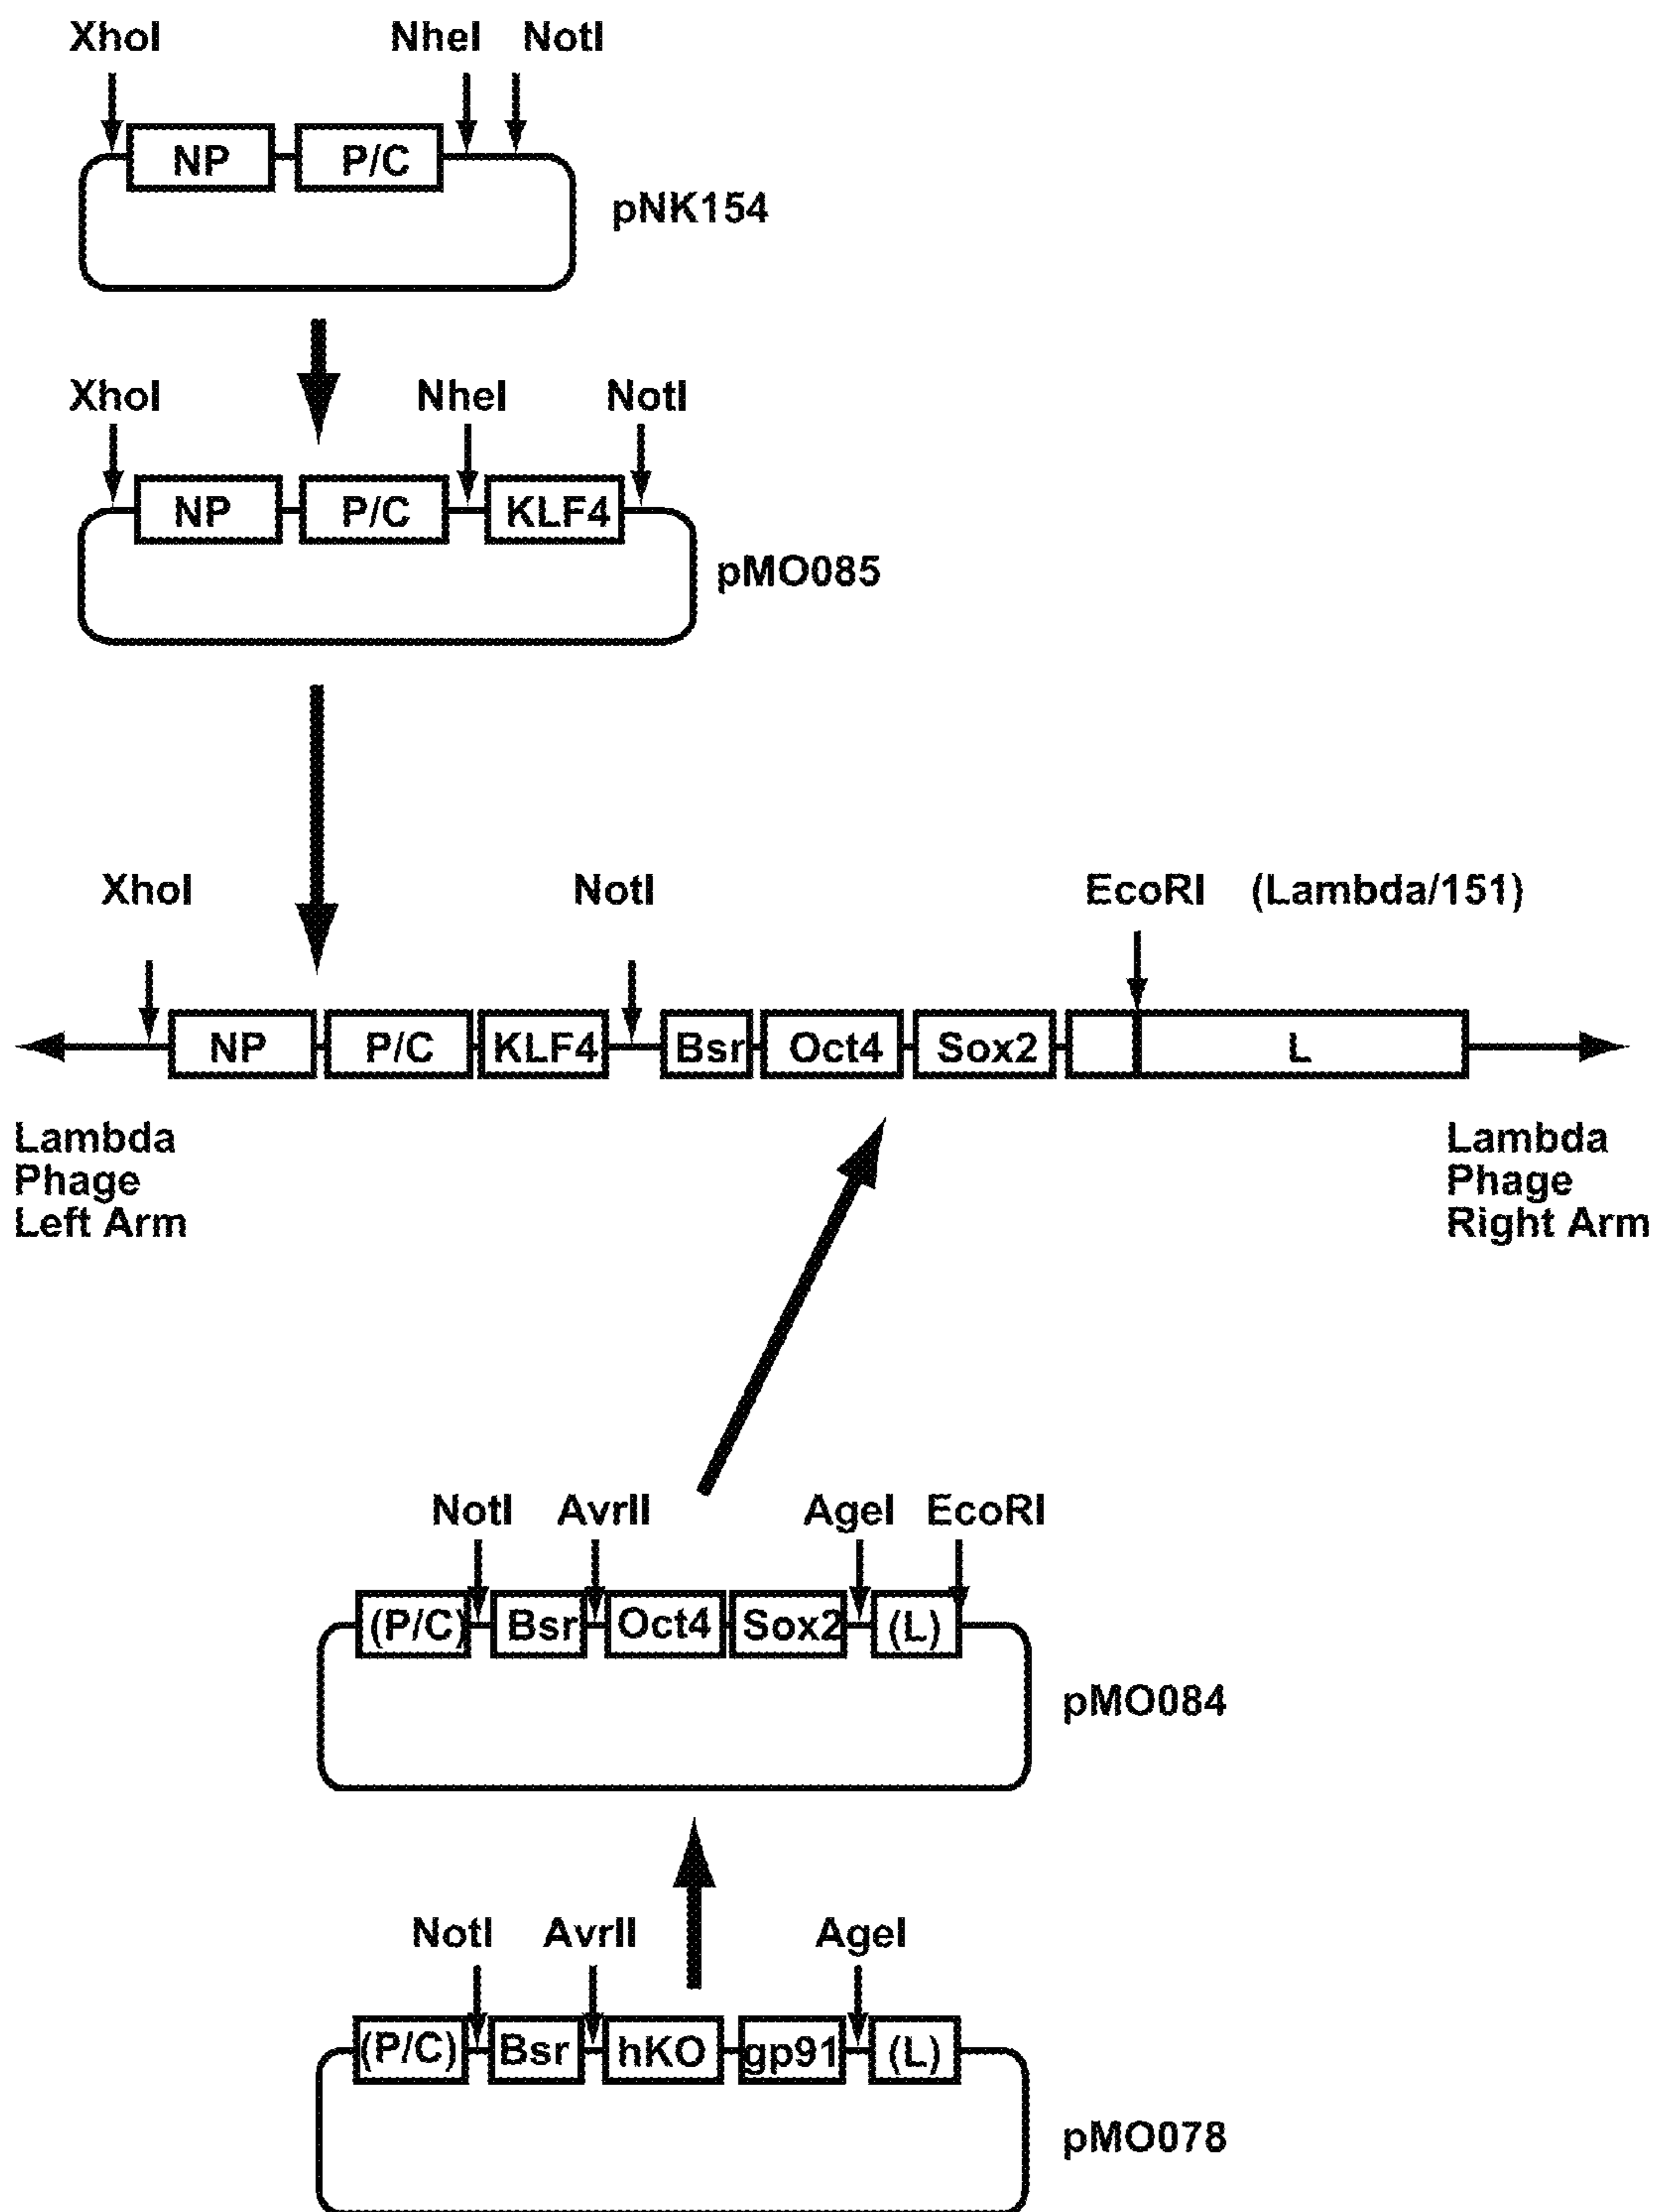 XhoI NheI NotI
NP P/C
pNK154
XhoI NheI NotI
NP P/C KLF4
pMO085
XhoI NotI EcoRI (Lambda/151)
NP P/C KLF4 Bsr Oct4 Sox2 L
Lambda
Phage
Left Arm
Lambda
Phage
Right Arm
NotI AvrII AgeI EcoRI
(P/C) Bsr Oct4 Sox2 (L)
pMO084
NotI AvrII AgeI
(P/C) Bsr hKO gp91 (L)
pMO078